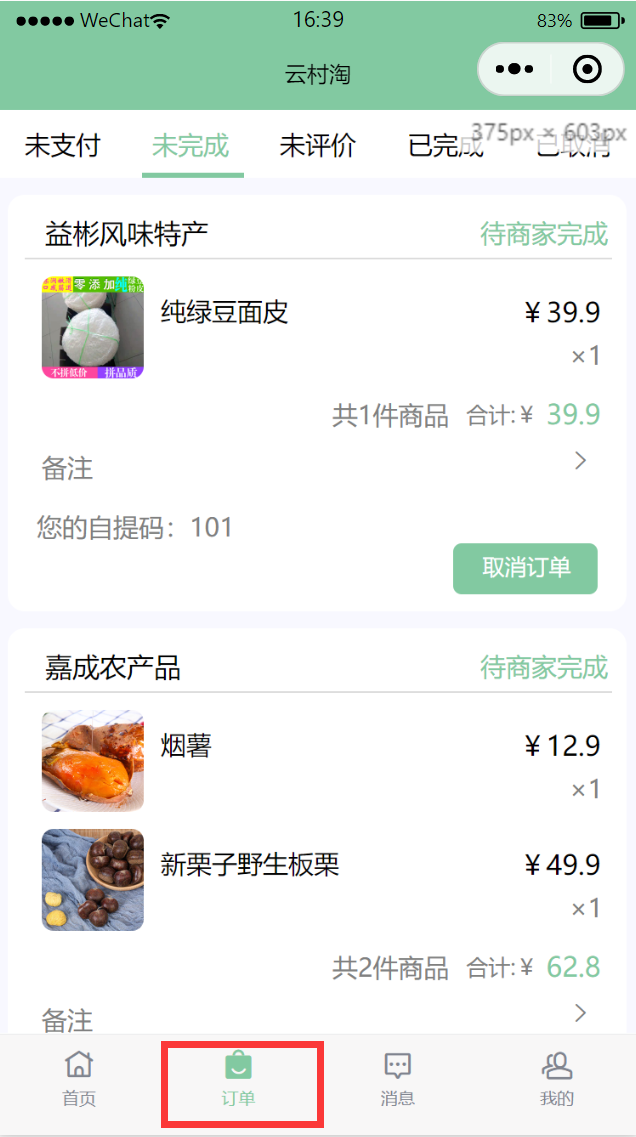 WeChat 16:39 83%
云村淘
未支付 未完成 未评价 已完成 已取消
375px × 603px
益彬风味特产 待商家完成
零添加纯
不拼低价 拼品质
纯绿豆面皮 ¥ 39.9
×1
共1件商品 合计:¥ 39.9
备注
您的自提码：101
取消订单
嘉成农产品 待商家完成
烟薯 ¥ 12.9
×1
新栗子野生板栗 ¥ 49.9
×1
共2件商品 合计:¥ 62.8
备注
首页 订单 消息 我的